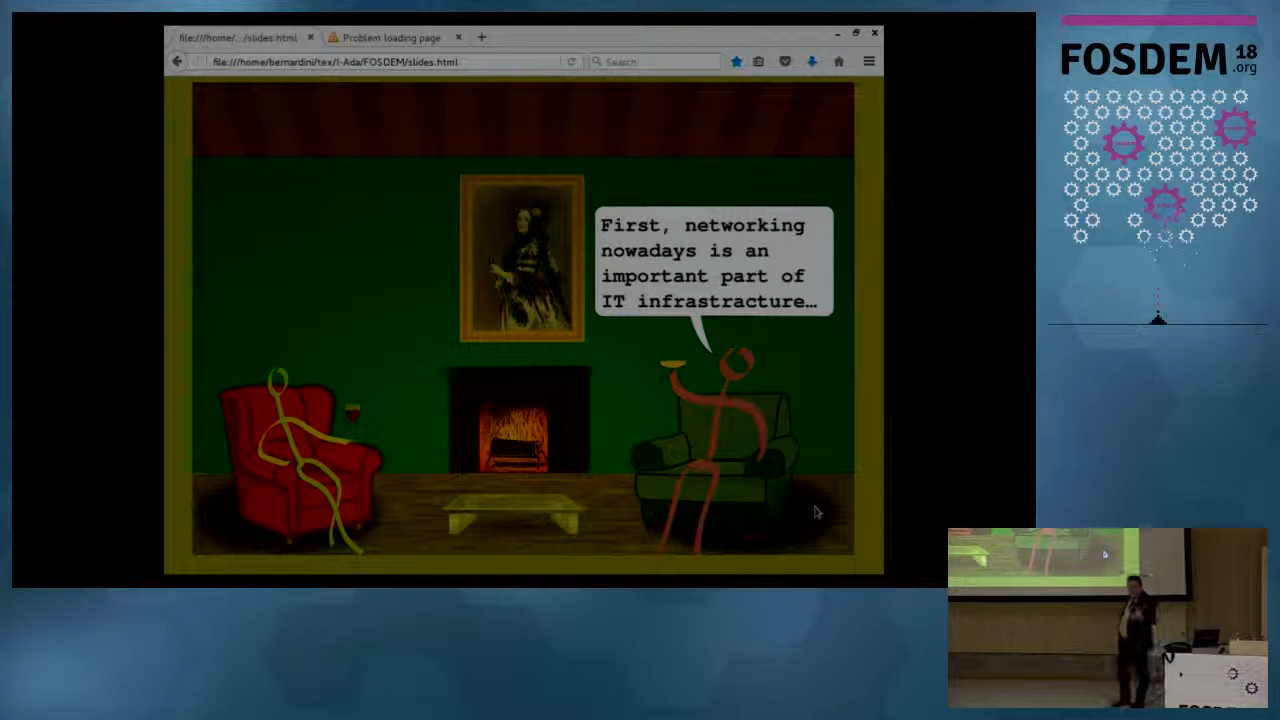 file:///home/.../slides.html
Problem loading page
file:///home/bernardini/tex/I-Ada/FOSDEM/slides.html
Search
First, networking
nowadays is an
important part of
IT infrastracture…
FOSDEM 18
.org
FOSDEM